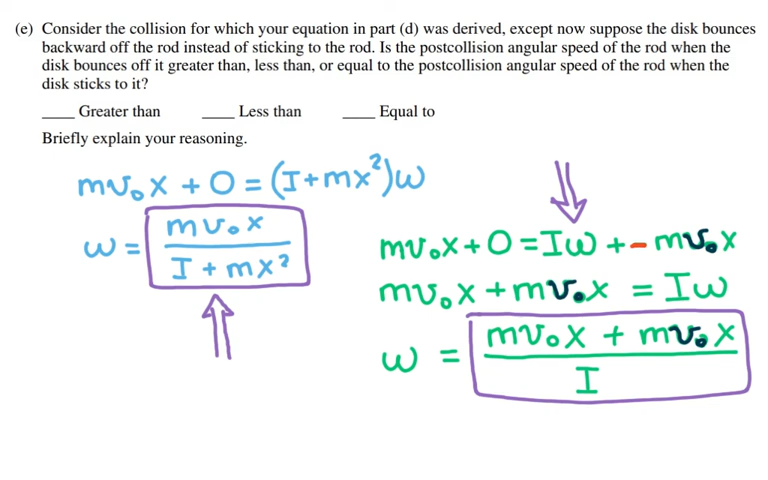 (e) Consider the collision for which your equation in part (d) was derived, except now suppose the disk bounces
backward off the rod instead of sticking to the rod. Is the postcollision angular speed of the rod when the
disk bounces off it greater than, less than, or equal to the postcollision angular speed of the rod when the
disk sticks to it?
____ Greater than ____ Less than ____ Equal to
Briefly explain your reasoning.
mv₀x + 0 = (I+mx²)ω
ω = mv₀x / (I + mx²)
mv₀x + 0 = Iω + - mv₀x
mv₀x + mv₀x = Iω
ω = (mv₀x + mv₀x) / I